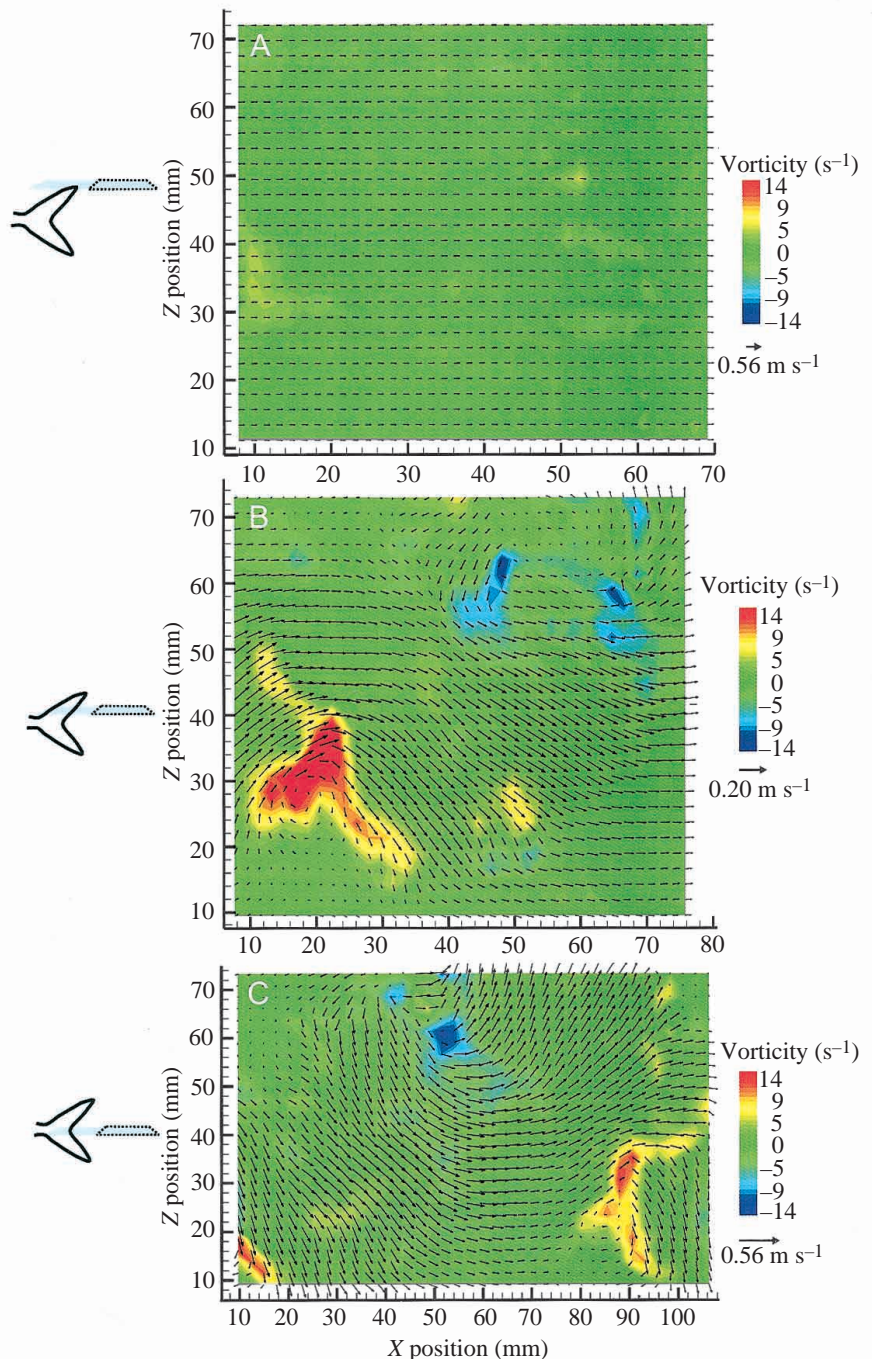 A
70
60
50
40
30
20
10
Z position (mm)
10 20 30 40 50 60 70
Vorticity (s–1)
14
9
5
0
–5
–9
–14
0.56 m s–1
B
70
60
50
40
30
20
10
Z position (mm)
10 20 30 40 50 60 70 80
Vorticity (s–1)
14
9
5
0
–5
–9
–14
0.20 m s–1
C
70
60
50
40
30
20
10
Z position (mm)
10 20 30 40 50 60 70 80 90 100
X position (mm)
Vorticity (s–1)
14
9
5
0
–5
–9
–14
0.56 m s–1